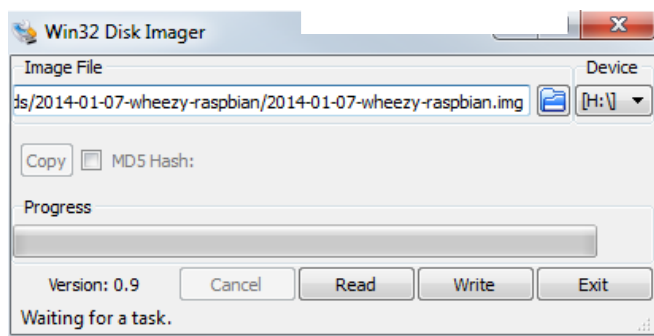 Win32 Disk Imager
Image File Device
ds/2014-01-07-wheezy-raspbian/2014-01-07-wheezy-raspbian.img [H:\]
Copy MD5 Hash:
Progress
Version: 0.9 Cancel Read Write Exit
Waiting for a task.